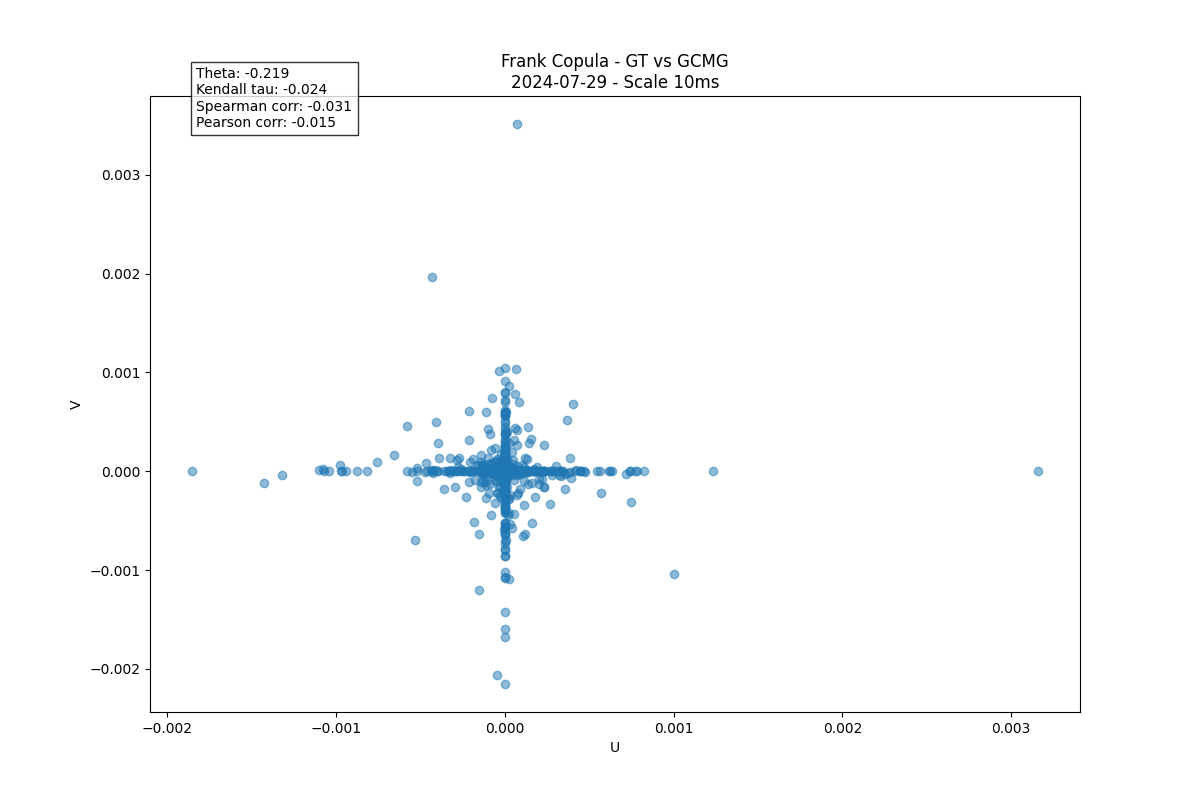 Frank Copula - GT vs GCMG
2024-07-29 - Scale 10ms
Theta: -0.219
Kendall tau: -0.024
Spearman corr: -0.031
Pearson corr: -0.015
0.003
0.002
0.001
0.000
−0.001
−0.002
V
−0.002 −0.001 0.000 0.001 0.002 0.003
U